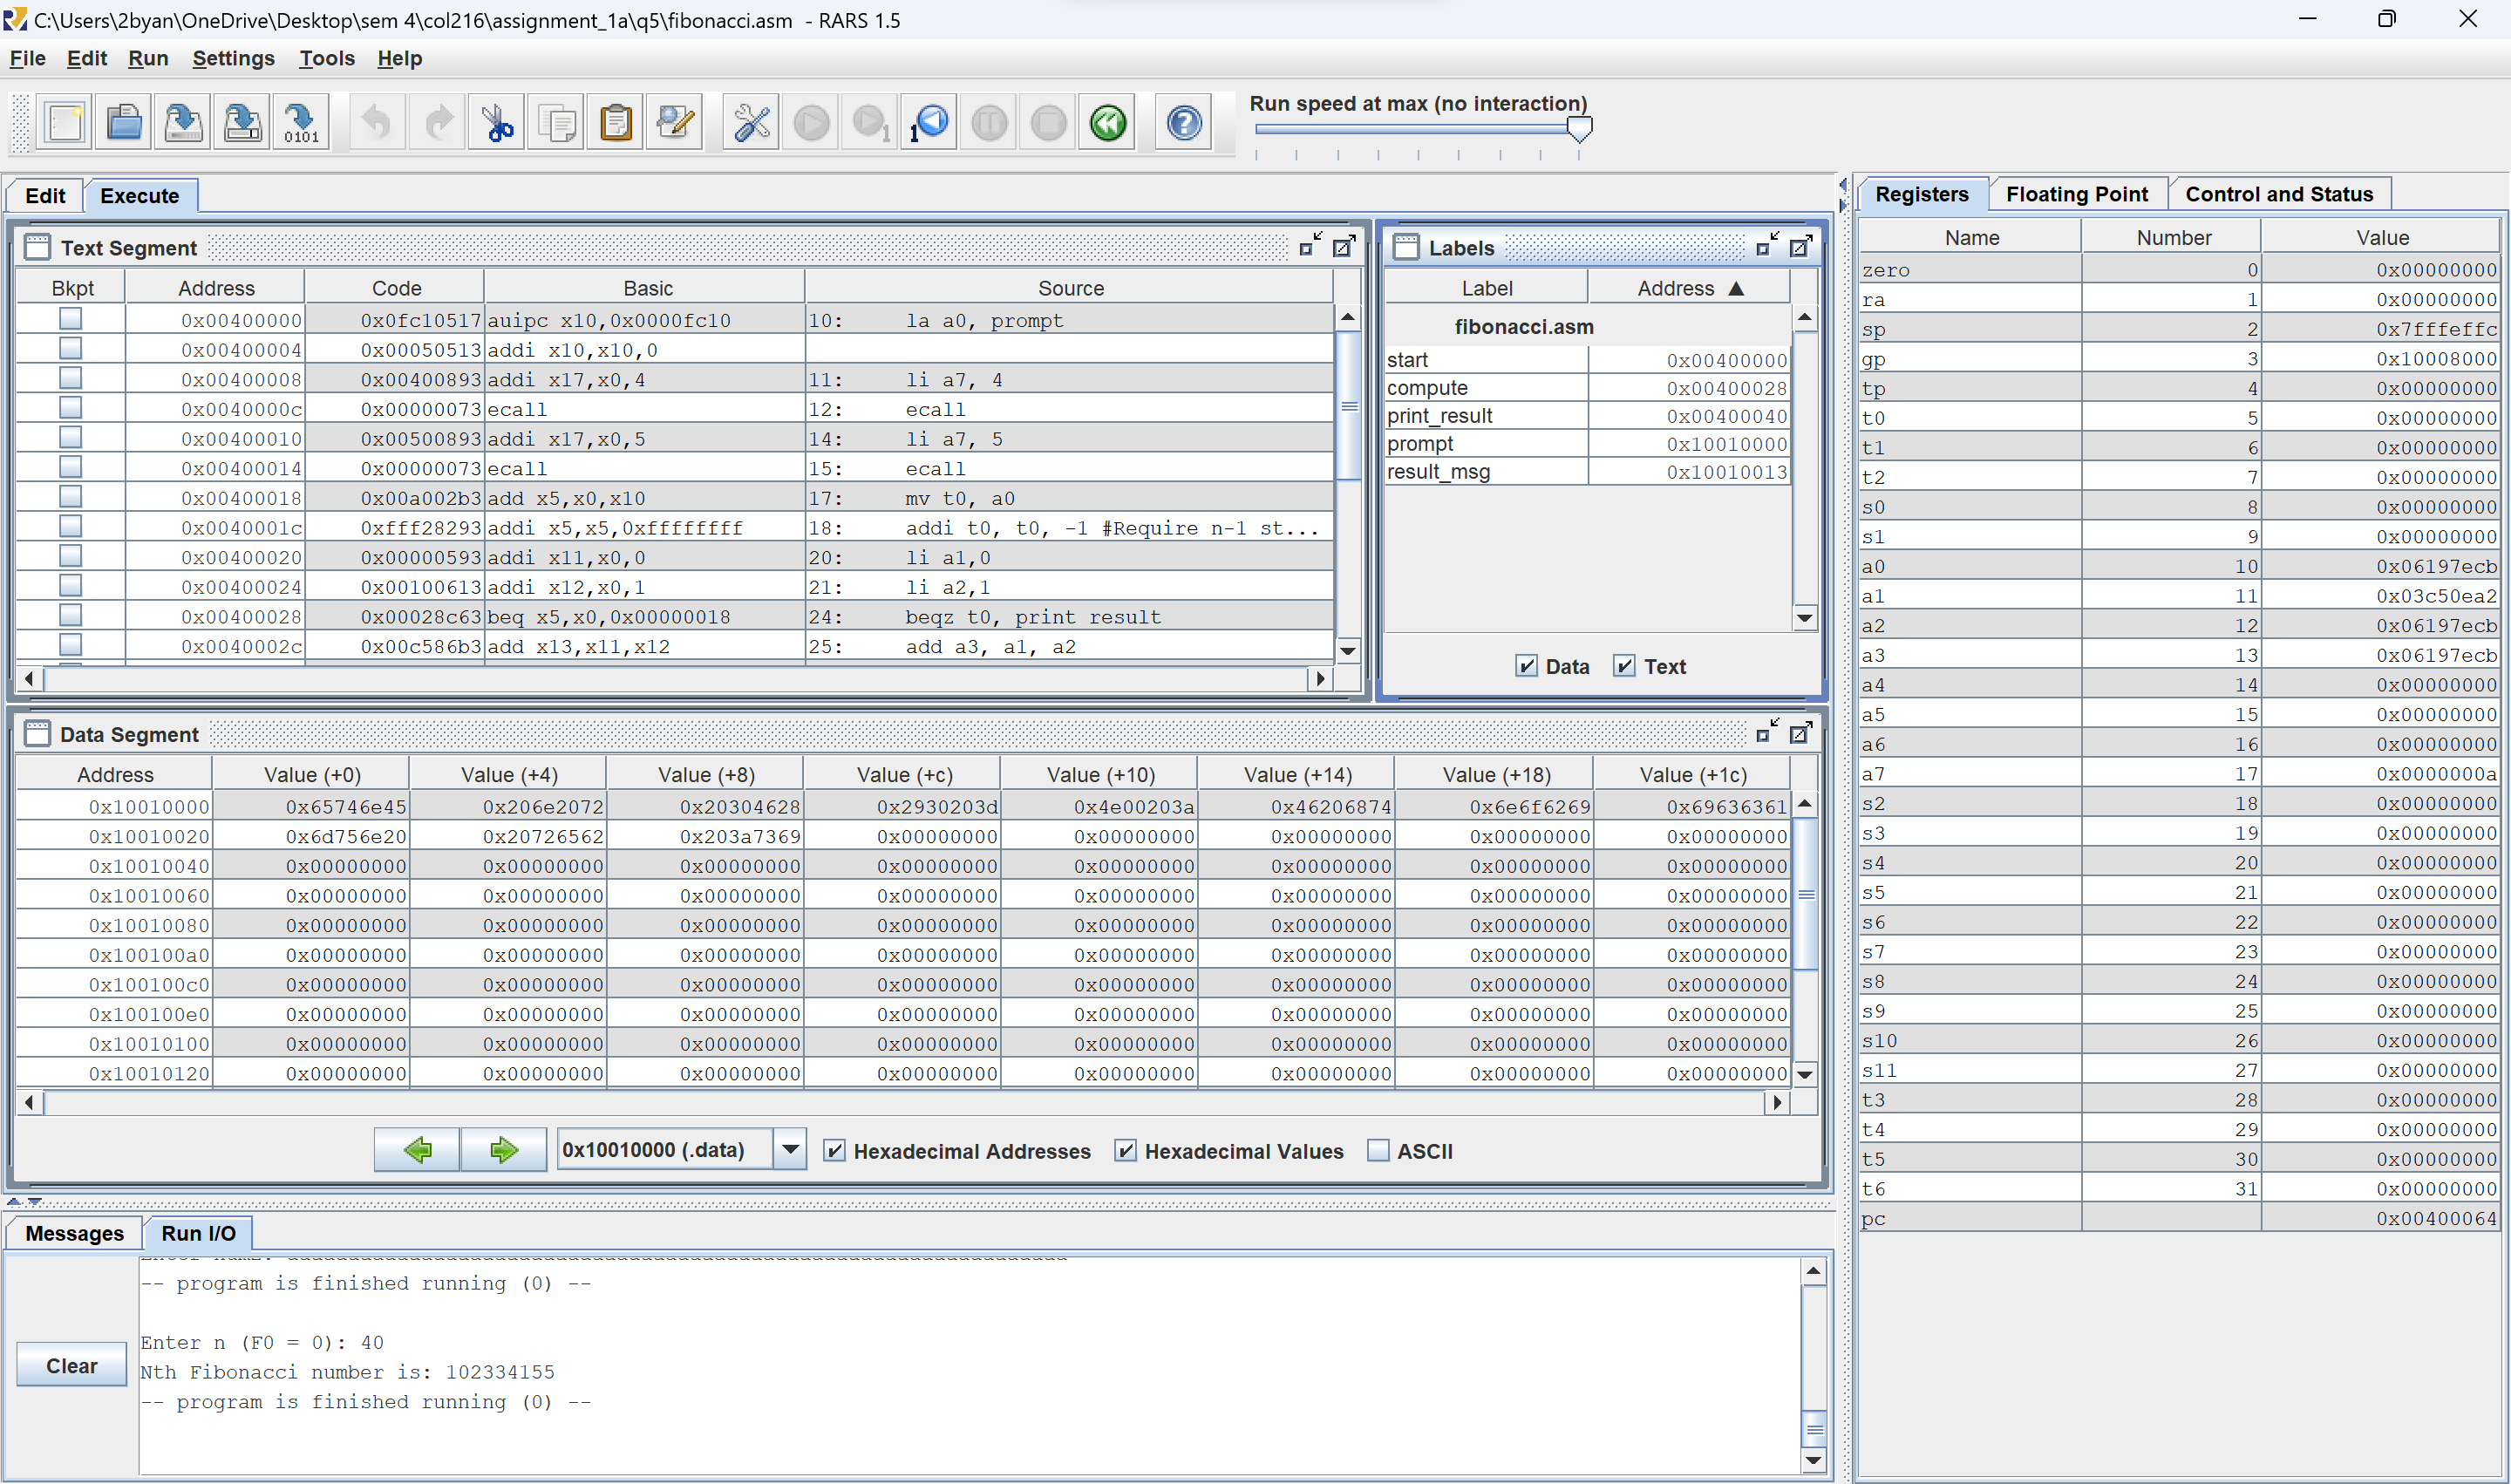 C:\Users\2byan\OneDrive\Desktop\sem 4\col216\assignment_1a\q5\fibonacci.asm - RARS 1.5
File Edit Run Settings Tools Help
Run speed at max (no interaction)
0101
1
1
Edit Execute
Text Segment
Bkpt Address Code Basic Source
0x00400000 0x0fc10517 auipc x10,0x0000fc10 10: la a0, prompt
0x00400004 0x00050513 addi x10,x10,0
0x00400008 0x00400893 addi x17,x0,4 11: li a7, 4
0x0040000c 0x00000073 ecall 12: ecall
0x00400010 0x00500893 addi x17,x0,5 14: li a7, 5
0x00400014 0x00000073 ecall 15: ecall
0x00400018 0x00a002b3 add x5,x0,x10 17: mv t0, a0
0x0040001c 0xfff28293 addi x5,x5,0xffffffff 18: addi t0, t0, -1 #Require n-1 st...
0x00400020 0x00000593 addi x11,x0,0 20: li a1,0
0x00400024 0x00100613 addi x12,x0,1 21: li a2,1
0x00400028 0x00028c63 beq x5,x0,0x00000018 24: beqz t0, print_result
0x0040002c 0x00c586b3 add x13,x11,x12 25: add a3, a1, a2
Labels
Label Address ▲
fibonacci.asm
start 0x00400000
compute 0x00400028
print_result 0x00400040
prompt 0x10010000
result_msg 0x10010013
Data Text
Data Segment
Address Value (+0) Value (+4) Value (+8) Value (+c) Value (+10) Value (+14) Value (+18) Value (+1c)
0x10010000 0x65746e45 0x206e2072 0x20304628 0x2930203d 0x4e00203a 0x46206874 0x6e6f6269 0x69636361
0x10010020 0x6d756e20 0x20726562 0x203a7369 0x00000000 0x00000000 0x00000000 0x00000000 0x00000000
0x10010040 0x00000000 0x00000000 0x00000000 0x00000000 0x00000000 0x00000000 0x00000000 0x00000000
0x10010060 0x00000000 0x00000000 0x00000000 0x00000000 0x00000000 0x00000000 0x00000000 0x00000000
0x10010080 0x00000000 0x00000000 0x00000000 0x00000000 0x00000000 0x00000000 0x00000000 0x00000000
0x100100a0 0x00000000 0x00000000 0x00000000 0x00000000 0x00000000 0x00000000 0x00000000 0x00000000
0x100100c0 0x00000000 0x00000000 0x00000000 0x00000000 0x00000000 0x00000000 0x00000000 0x00000000
0x100100e0 0x00000000 0x00000000 0x00000000 0x00000000 0x00000000 0x00000000 0x00000000 0x00000000
0x10010100 0x00000000 0x00000000 0x00000000 0x00000000 0x00000000 0x00000000 0x00000000 0x00000000
0x10010120 0x00000000 0x00000000 0x00000000 0x00000000 0x00000000 0x00000000 0x00000000 0x00000000
0x10010000 (.data) Hexadecimal Addresses Hexadecimal Values ASCII
Messages Run I/O
Clear
-- program is finished running (0) --
Enter n (F0 = 0): 40
Nth Fibonacci number is: 102334155
-- program is finished running (0) --
Registers Floating Point Control and Status
Name Number Value
zero 0 0x00000000
ra 1 0x00000000
sp 2 0x7fffeffc
gp 3 0x10008000
tp 4 0x00000000
t0 5 0x00000000
t1 6 0x00000000
t2 7 0x00000000
s0 8 0x00000000
s1 9 0x00000000
a0 10 0x06197ecb
a1 11 0x03c50ea2
a2 12 0x06197ecb
a3 13 0x06197ecb
a4 14 0x00000000
a5 15 0x00000000
a6 16 0x00000000
a7 17 0x0000000a
s2 18 0x00000000
s3 19 0x00000000
s4 20 0x00000000
s5 21 0x00000000
s6 22 0x00000000
s7 23 0x00000000
s8 24 0x00000000
s9 25 0x00000000
s10 26 0x00000000
s11 27 0x00000000
t3 28 0x00000000
t4 29 0x00000000
t5 30 0x00000000
t6 31 0x00000000
pc 0x00400064